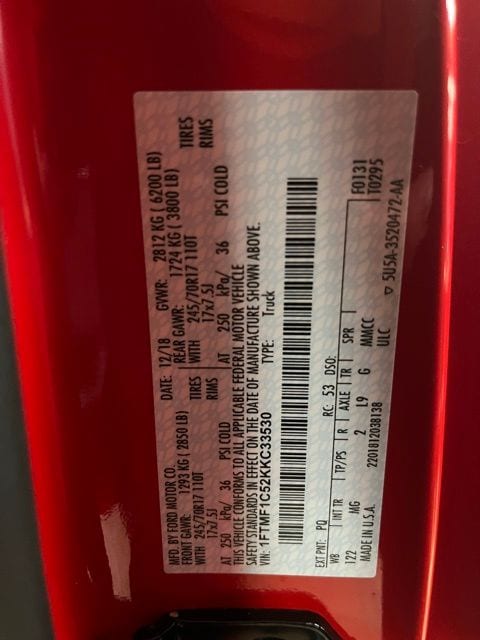 MFD. BY FORD MOTOR CO.
DATE: 12/18 GVWR: 2812 KG ( 6200 LB)
FRONT GAWR: 1293 KG ( 2850 LB) REAR GAWR: 1724 KG ( 3800 LB)
WITH 245/70R17 110T TIRES WITH 245/70R17 110T TIRES
17x7.5J RIMS 17x7.5J RIMS
AT 250 kPa/ 36 PSI COLD AT 250 kPa/ 36 PSI COLD
THIS VEHICLE CONFORMS TO ALL APPLICABLE FEDERAL MOTOR VEHICLE
SAFETY STANDARDS IN EFFECT ON THE DATE OF MANUFACTURE SHOWN ABOVE.
VIN: 1FTMF1C52KKC33530 TYPE: Truck
F0131
T0295
EXT PNT: PQ RC: 53 DSO:
WB INT TR TP/PS R AXLE TR SPR
122 MG 2 L9 G MMCC
ULC
MADE IN U.S.A. 2201812038138
▽ 5U5A-3520472-AA